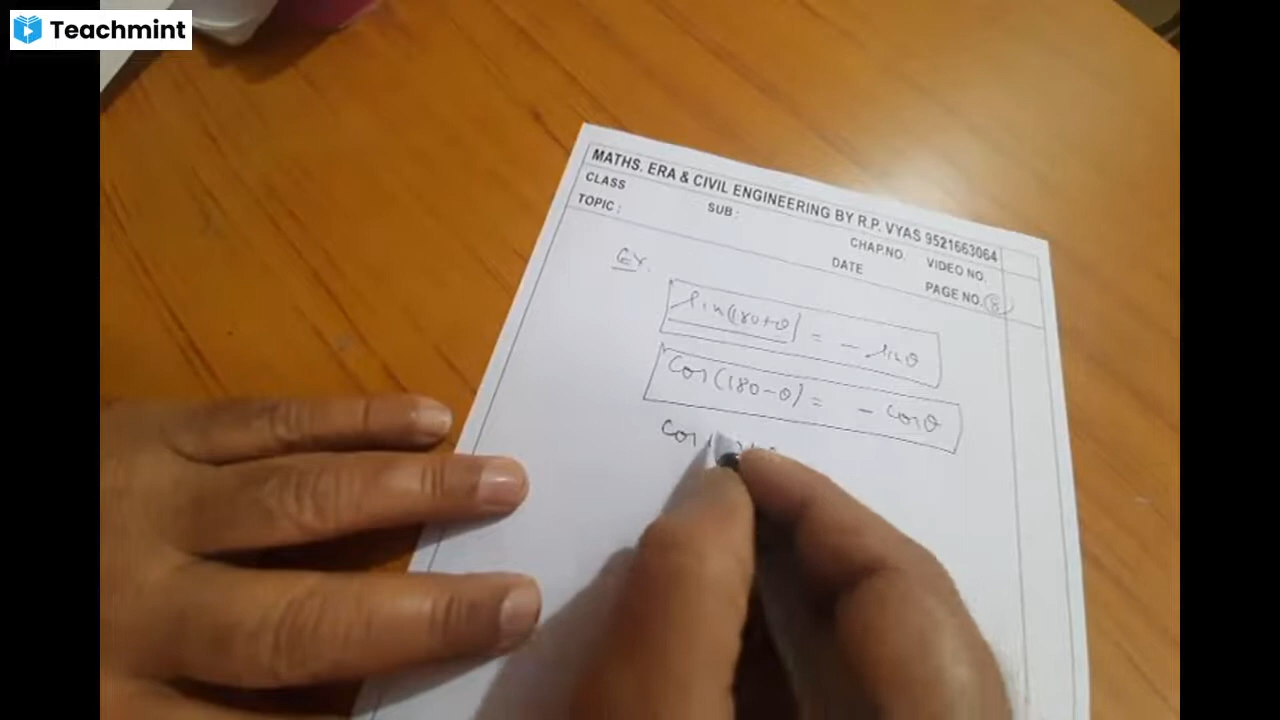 Teachmint
MATHS. ERA & CIVIL ENGINEERING BY R.P. VYAS 9521663064
CLASS
SUB :
CHAP.NO.
VIDEO NO.
TOPIC :
DATE
PAGE NO. 8
Ex.
sin(180+θ) = - sinθ
cos(180-θ) = - cosθ
cos